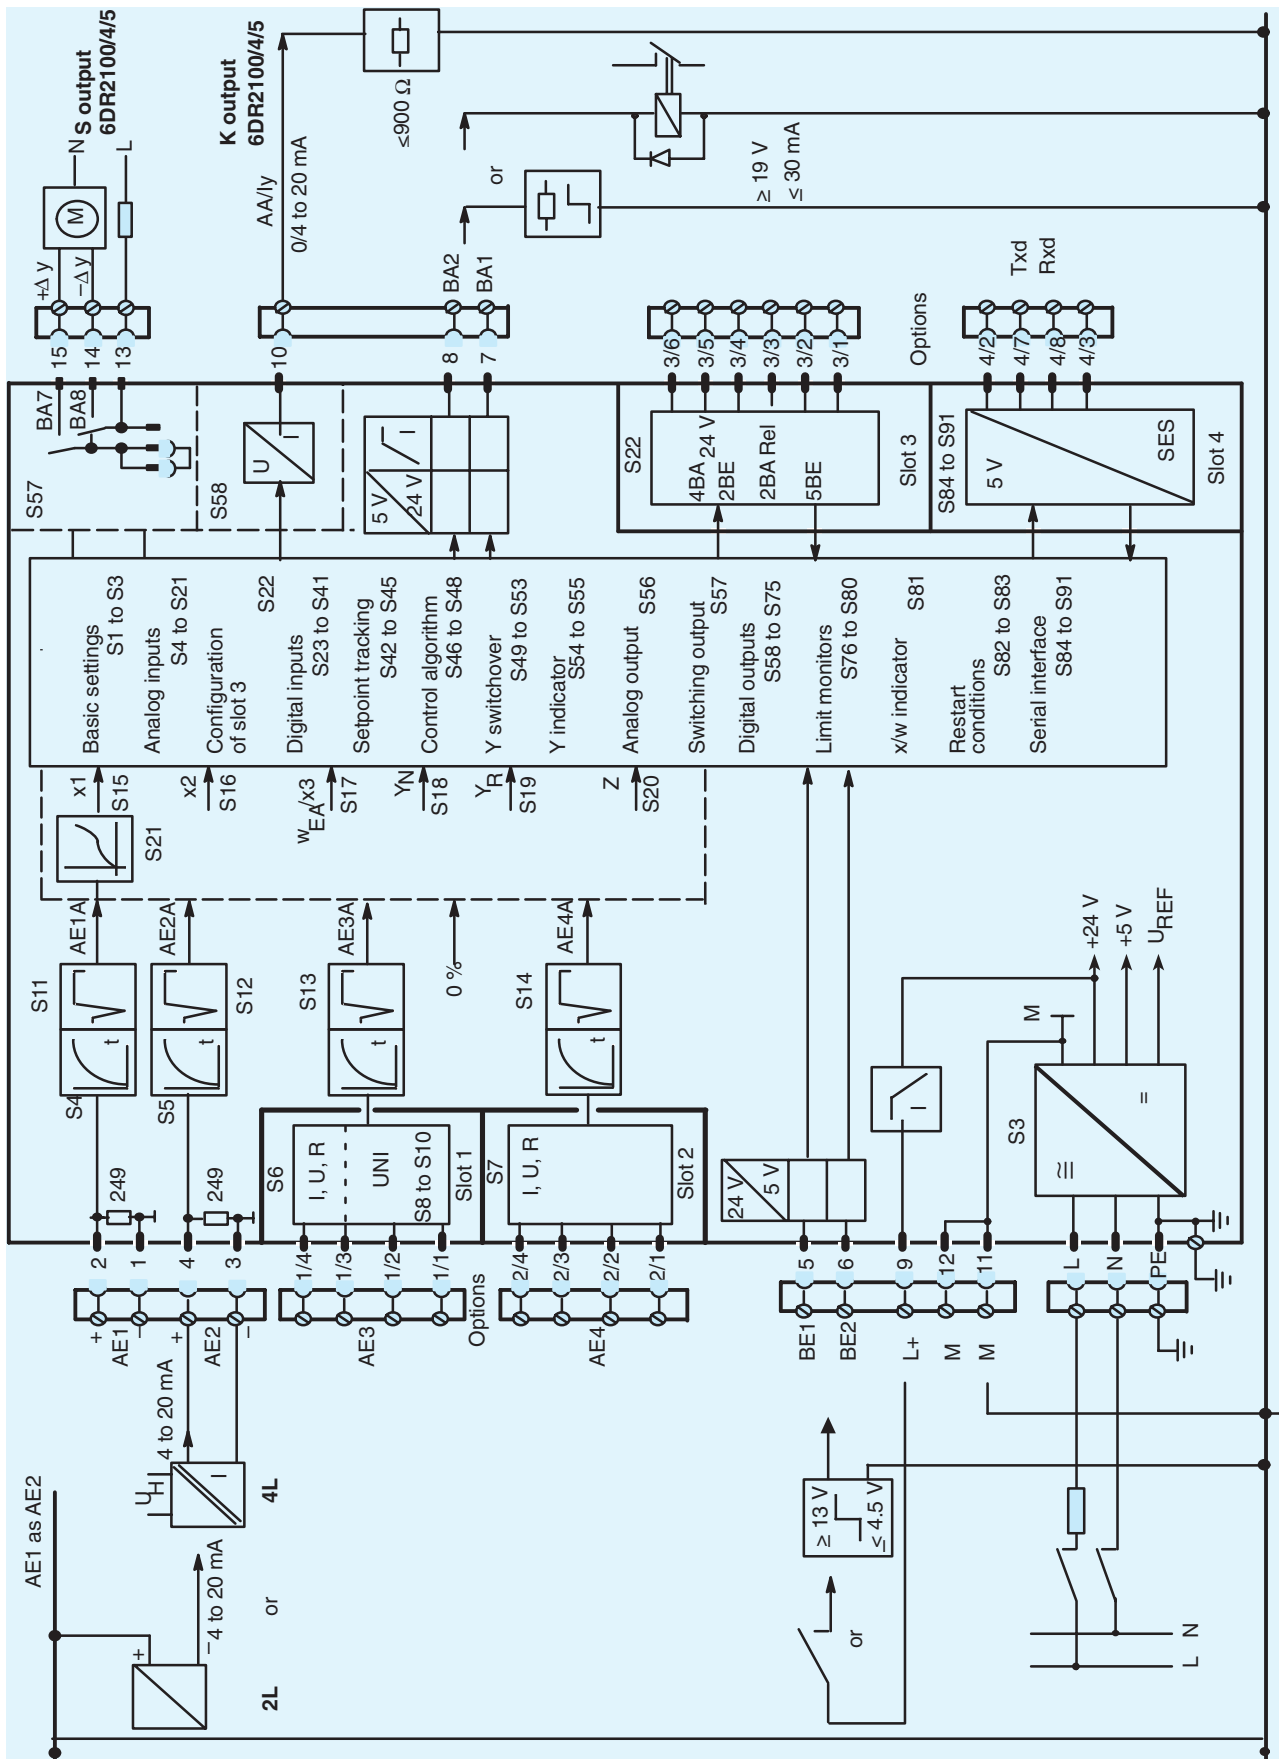 AE1 as AE2
2L
+
–
4 to 20 mA
or
4L
U
H
I
4 to 20 mA
+
AE1
–
+
AE2
–
2
1
4
3
249
249
S4
S11
t
AE1A
S5
S12
t
AE2A
S21
AE3
1/4
1/3
1/2
1/1
Options
S6
I, U, R
UNI
S8 to S10
Slot 1
S13
t
AE3A
0 %
AE4
2/4
2/3
2/2
2/1
S7
I, U, R
Slot 2
S14
t
AE4A
x1
S15
x2
S16
wEA/x3
S17
YN
S18
YR
S19
Z
S20
Basic settings
S1 to S3
Analog inputs
S4 to S21
Configuration
of slot 3
S22
Digital inputs
S23 to S41
Setpoint tracking
S42 to S45
Control algorithm
S46 to S48
Y switchover
S49 to S53
Y indicator
S54 to S55
Analog output
S56
Switching output
S57
Digital outputs
S58 to S75
Limit monitors
S76 to S80
x/w indicator
S81
Restart
conditions
S82 to S83
Serial interface
S84 to S91
S57
BA7
BA8
15
14
13
+Δ y
–Δ y
M
N
L
S output
6DR2100/4/5
S58
U
I
10
AA/Iy
0/4 to 20 mA
K output
6DR2100/4/5
≤900 Ω
5 V
24 V
I
8
7
BA2
BA1
or
≥ 19 V
≤ 30 mA
S22
4BA 24 V
2BE
2BA Rel
5BE
Slot 3
3/6
3/5
3/4
3/3
3/2
3/1
Options
S84 to S91
5 V
SES
Slot 4
4/2
4/7
4/8
4/3
Txd
Rxd
≥ 13 V
≤ 4.5 V
or
BE1
BE2
L+
M
M
5
6
9
12
11
24 V
5 V
I
M
S3
≅
=
+24 V
+5 V
UREF
L
N
PE
L
N